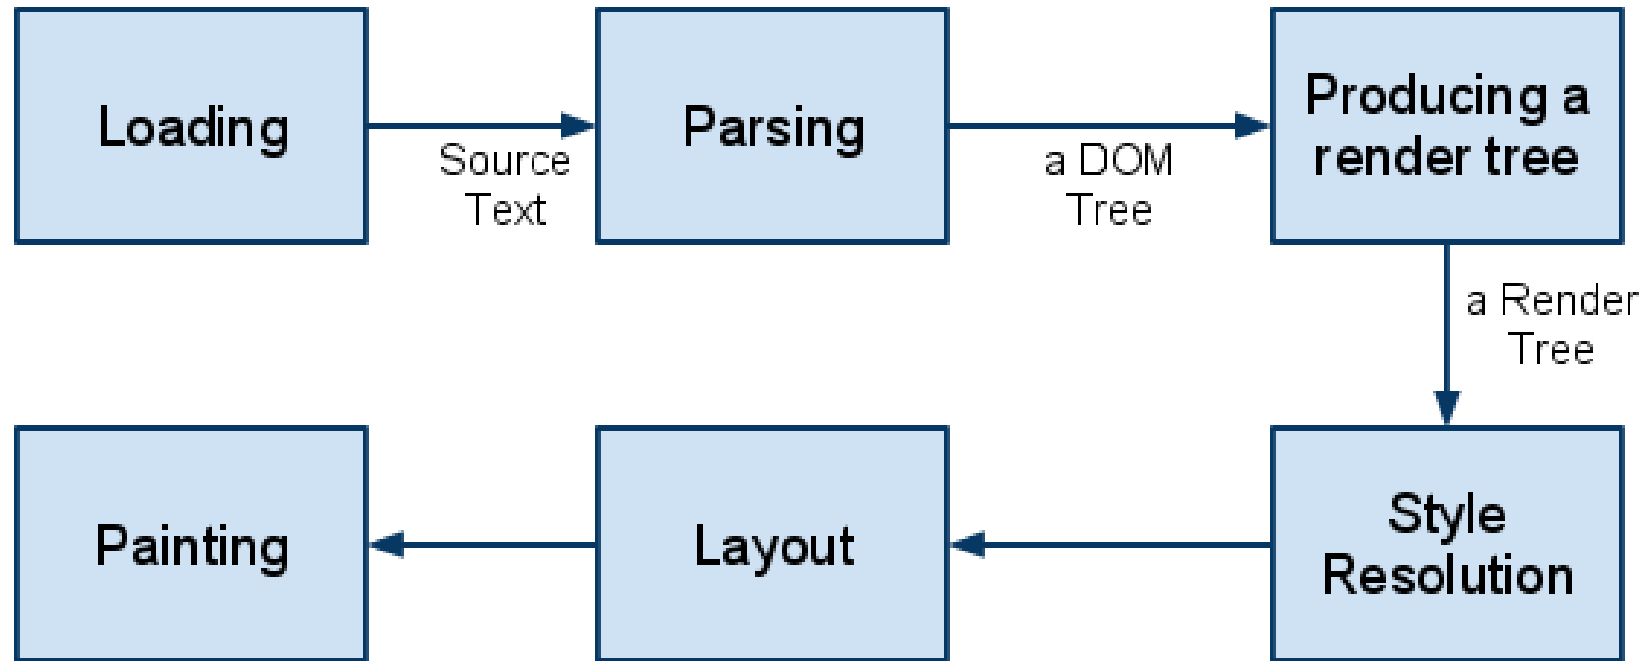 Loading
Source
Text
Parsing
a DOM
Tree
Producing a
render tree
a Render
Tree
Style
Resolution
Layout
Painting